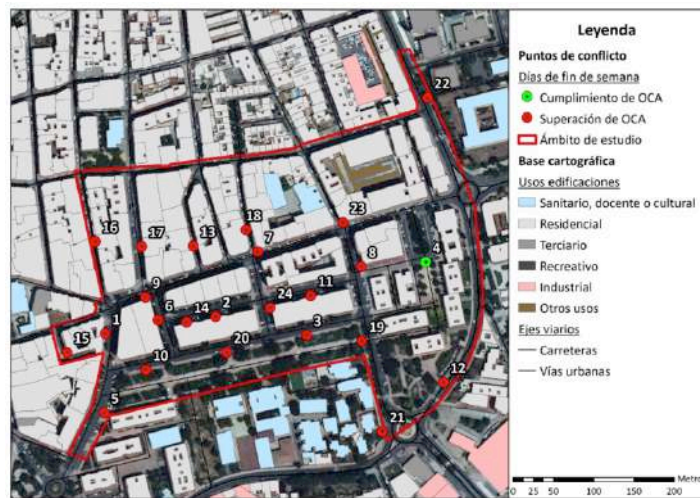 Leyenda
Puntos de conflicto
Días de fin de semana
Cumplimiento de OCA
Superación de OCA
Ámbito de estudio
Base cartográfica
Usos edificaciones
Sanitario, docente o cultural
Residencial
Terciario
Recreativo
Industrial
Otros usos
Ejes viarios
Carreteras
Vías urbanas
0 25 50 100 150 200
22
23
18
16
17
13
7
8
4
9
11
6
14
2
24
1
3
19
15
10
20
12
5
21